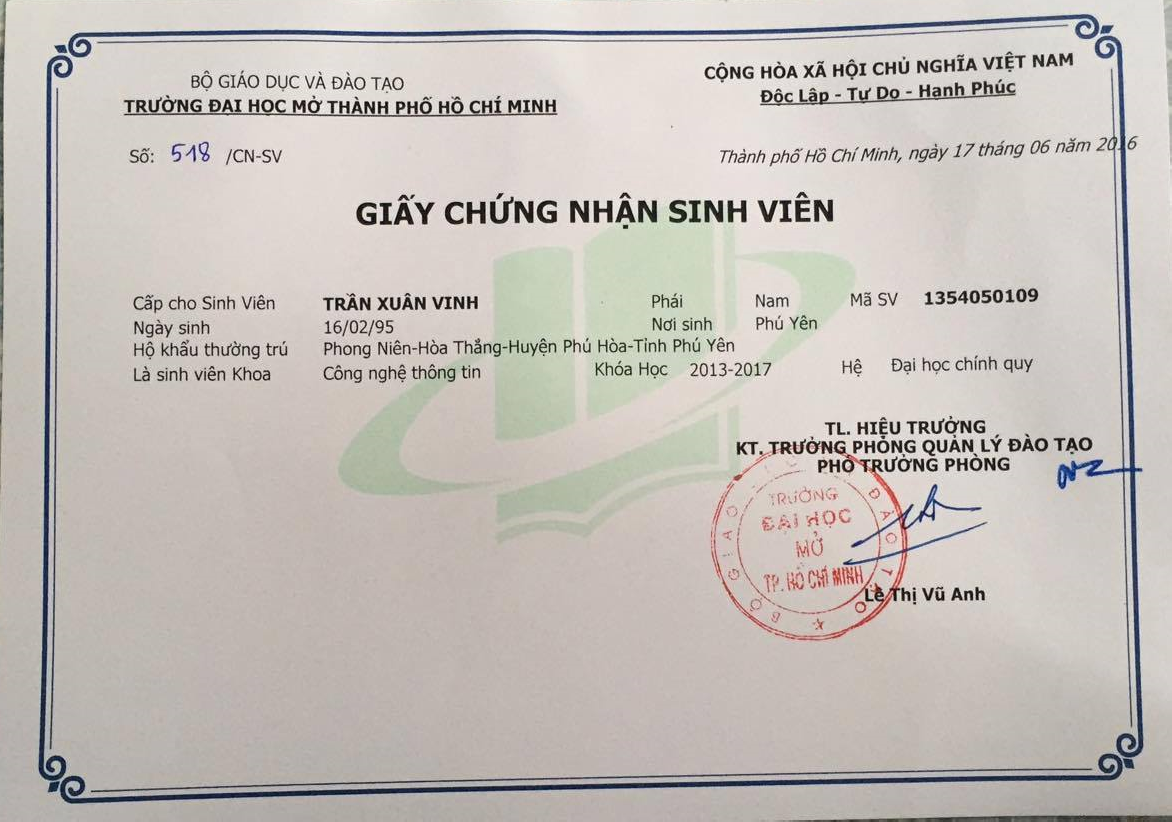 BỘ GIÁO DỤC VÀ ĐÀO TẠO
TRƯỜNG ĐẠI HỌC MỞ THÀNH PHỐ HỒ CHÍ MINH
CỘNG HÒA XÃ HỘI CHỦ NGHĨA VIỆT NAM
Độc Lập - Tự Do - Hạnh Phúc
Số: 518 /CN-SV
Thành phố Hồ Chí Minh, ngày 17 tháng 06 năm 2016
GIẤY CHỨNG NHẬN SINH VIÊN
Cấp cho Sinh Viên TRẦN XUÂN VINH Phái Nam Mã SV 1354050109
Ngày sinh 16/02/95 Nơi sinh Phú Yên
Hộ khẩu thường trú Phong Niên-Hòa Thắng-Huyện Phú Hòa-Tỉnh Phú Yên
Là sinh viên Khoa Công nghệ thông tin Khóa Học 2013-2017 Hệ Đại học chính quy
TL. HIỆU TRƯỞNG
KT. TRƯỞNG PHÒNG QUẢN LÝ ĐÀO TẠO
PHÓ TRƯỞNG PHÒNG
BỘ GIÁO DỤC VÀ ĐÀO TẠO
TRƯỜNG
ĐẠI HỌC
MỞ
TP. HỒ CHÍ MINH
Lê Thị Vũ Anh